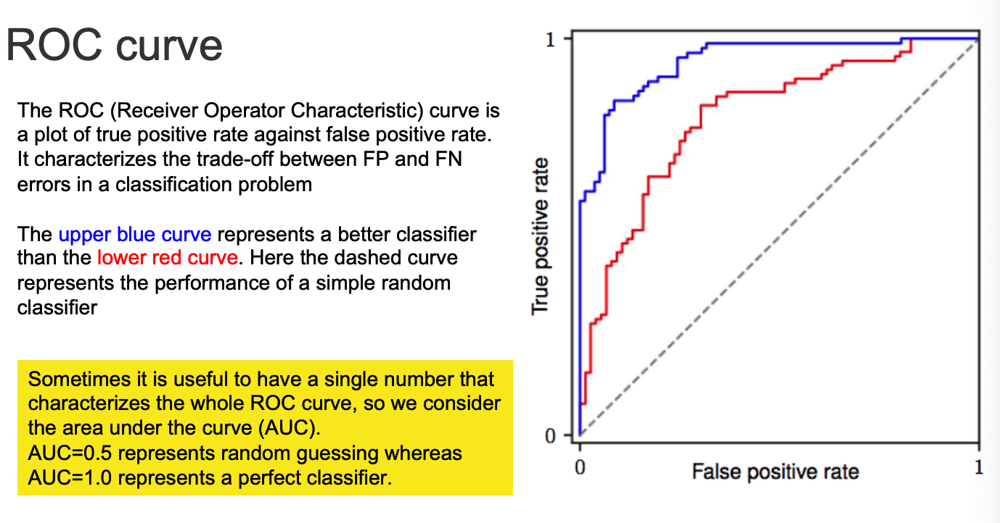 ROC curve
The ROC (Receiver Operator Characteristic) curve is
a plot of true positive rate against false positive rate.
It characterizes the trade-off between FP and FN
errors in a classification problem
The upper blue curve represents a better classifier
than the lower red curve. Here the dashed curve
represents the performance of a simple random
classifier
Sometimes it is useful to have a single number that
characterizes the whole ROC curve, so we consider
the area under the curve (AUC).
AUC=0.5 represents random guessing whereas
AUC=1.0 represents a perfect classifier.
1
True positive rate
0
0
False positive rate
1